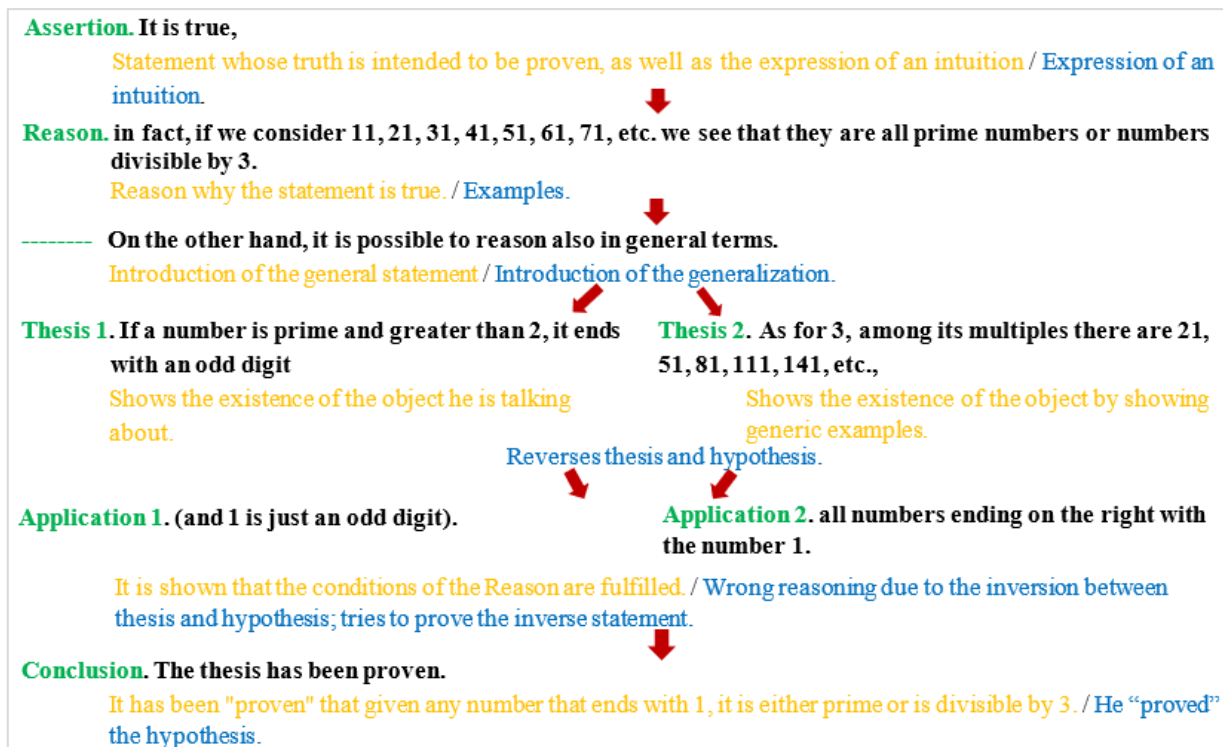 Assertion. It is true,
Statement whose truth is intended to be proven, as well as the expression of an intuition / Expression of an
intuition.
Reason. in fact, if we consider 11, 21, 31, 41, 51, 61, 71, etc. we see that they are all prime numbers or numbers
divisible by 3.
Reason why the statement is true. / Examples.
-------- On the other hand, it is possible to reason also in general terms.
Introduction of the general statement / Introduction of the generalization.
Thesis 1. If a number is prime and greater than 2, it ends
with an odd digit
Shows the existence of the object he is talking
about.
Thesis 2. As for 3, among its multiples there are 21,
51, 81, 111, 141, etc.,
Shows the existence of the object by showing
generic examples.
Reverses thesis and hypothesis.
Application 1. (and 1 is just an odd digit).
Application 2. all numbers ending on the right with
the number 1.
It is shown that the conditions of the Reason are fulfilled. / Wrong reasoning due to the inversion between
thesis and hypothesis; tries to prove the inverse statement.
Conclusion. The thesis has been proven.
It has been "proven" that given any number that ends with 1, it is either prime or is divisible by 3. / He “proved”
the hypothesis.